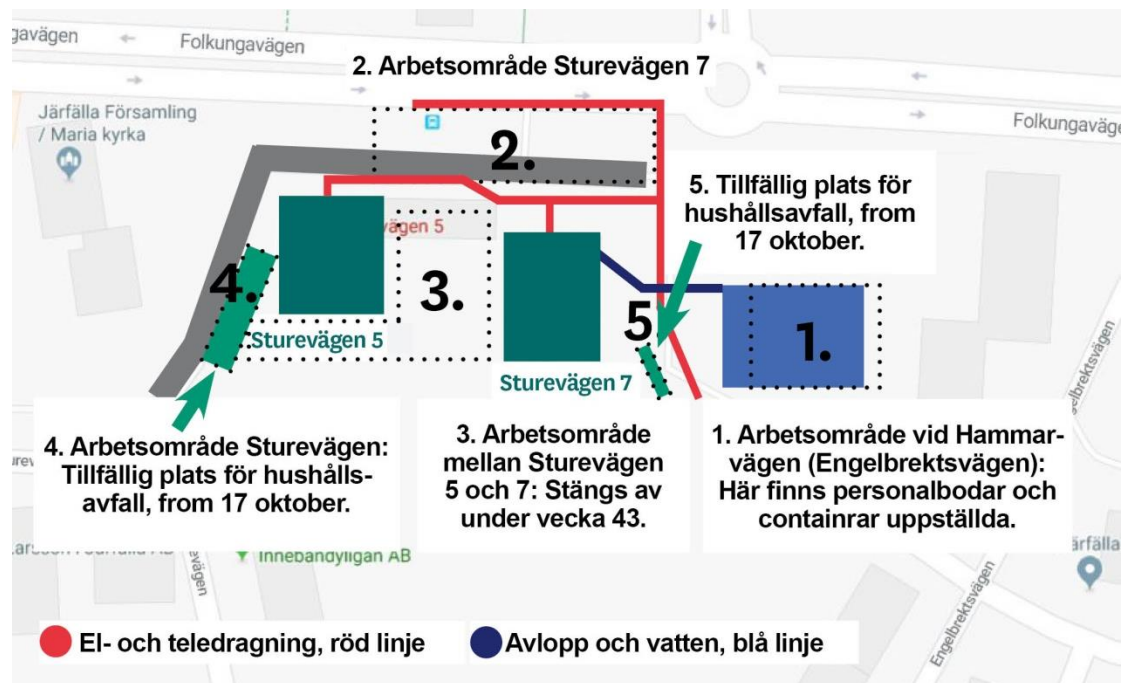 gavägen
Folkungavägen
2. Arbetsområde Sturevägen 7
Järfälla Församling
/ Maria kyrka
Folkungaväge
2.
5. Tillfällig plats för
hushållsavfall, from
17 oktober.
vägen 5
4.
3.
5
1.
Sturevägen 5
Sturevägen 7
ebrektsvägen
4. Arbetsområde Sturevägen:
Tillfällig plats för hushålls-
avfall, from 17 oktober.
3. Arbetsområde
mellan Sturevägen
5 och 7: Stängs av
under vecka 43.
1. Arbetsområde vid Hammar-
vägen (Engelbrektsvägen):
Här finns personalbodar och
containrar uppställda.
Innebandyligan AB
evägen
ärfälla
Engelbrektsvägen
El- och teledragning, röd linje
Avlopp och vatten, blå linje